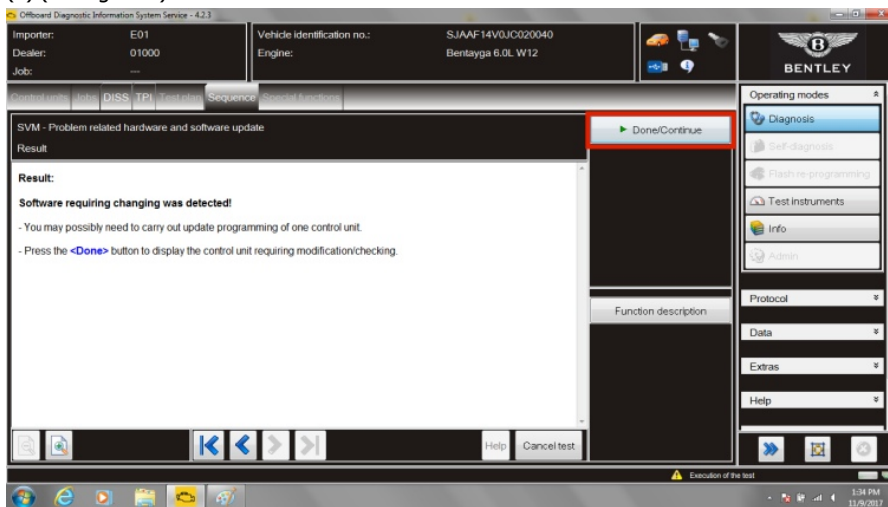 Offboard Diagnostic Information System Service - 4.2.3
Importer: E01 Vehicle identification no.: SJAAF14V0JC020040
Dealer: 01000 Engine: Bentayga 6.0L W12
Job: ---
B
BENTLEY
Control units Jobs DISS TPI Test plan Sequence Special functions
Operating modes
SVM - Problem related hardware and software update
Result
Done/Continue
Diagnosis
Self-diagnosis
Flash re-programming
Test instruments
Info
Admin
Result:
Software requiring changing was detected!
- You may possibly need to carry out update programming of one control unit.
- Press the <Done> button to display the control unit requiring modification/checking.
Function description
Protocol
Data
Extras
Help
Help Cancel test
Execution of the test
1:34 PM
11/9/2017